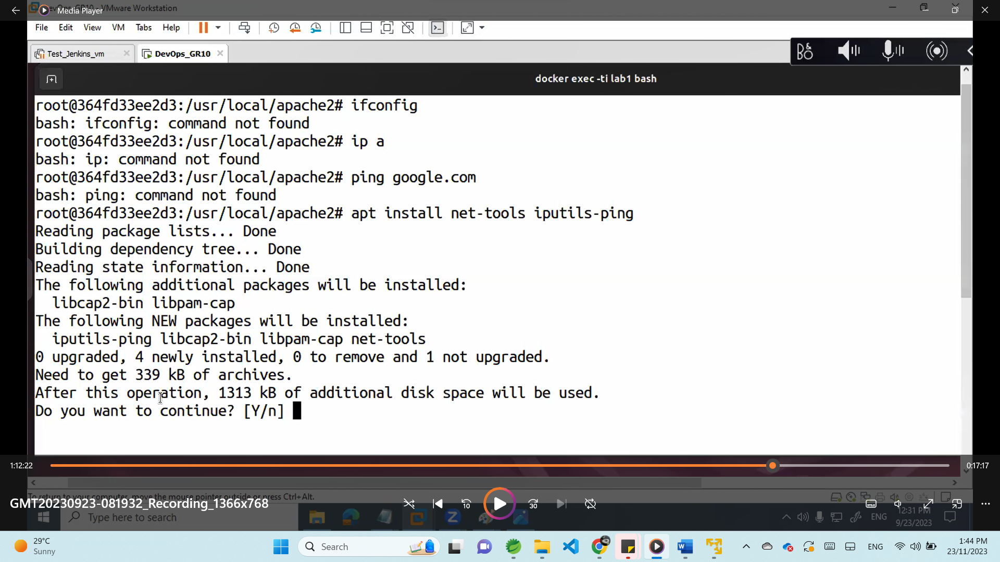 DevOps_GR10 - VMware Workstation
Media Player
File Edit View VM Tabs Help
Test_Jenkins_vm
DevOps_GR10
docker exec -ti lab1 bash
root@364fd33ee2d3:/usr/local/apache2# ifconfig
bash: ifconfig: command not found
root@364fd33ee2d3:/usr/local/apache2# ip a
bash: ip: command not found
root@364fd33ee2d3:/usr/local/apache2# ping google.com
bash: ping: command not found
root@364fd33ee2d3:/usr/local/apache2# apt install net-tools iputils-ping
Reading package lists... Done
Building dependency tree... Done
Reading state information... Done
The following additional packages will be installed:
  libcap2-bin libpam-cap
The following NEW packages will be installed:
  iputils-ping libcap2-bin libpam-cap net-tools
0 upgraded, 4 newly installed, 0 to remove and 1 not upgraded.
Need to get 339 kB of archives.
After this operation, 1313 kB of additional disk space will be used.
Do you want to continue? [Y/n]
1:12:22
0:17:17
To return to your computer, move the mouse pointer outside or press Ctrl+Alt.
GMT20230923-081932_Recording_1366x768
10
30
Type here to search
ENG
12:31 PM
9/23/2023
29°C
Sunny
Search
ENG
1:44 PM
23/11/2023